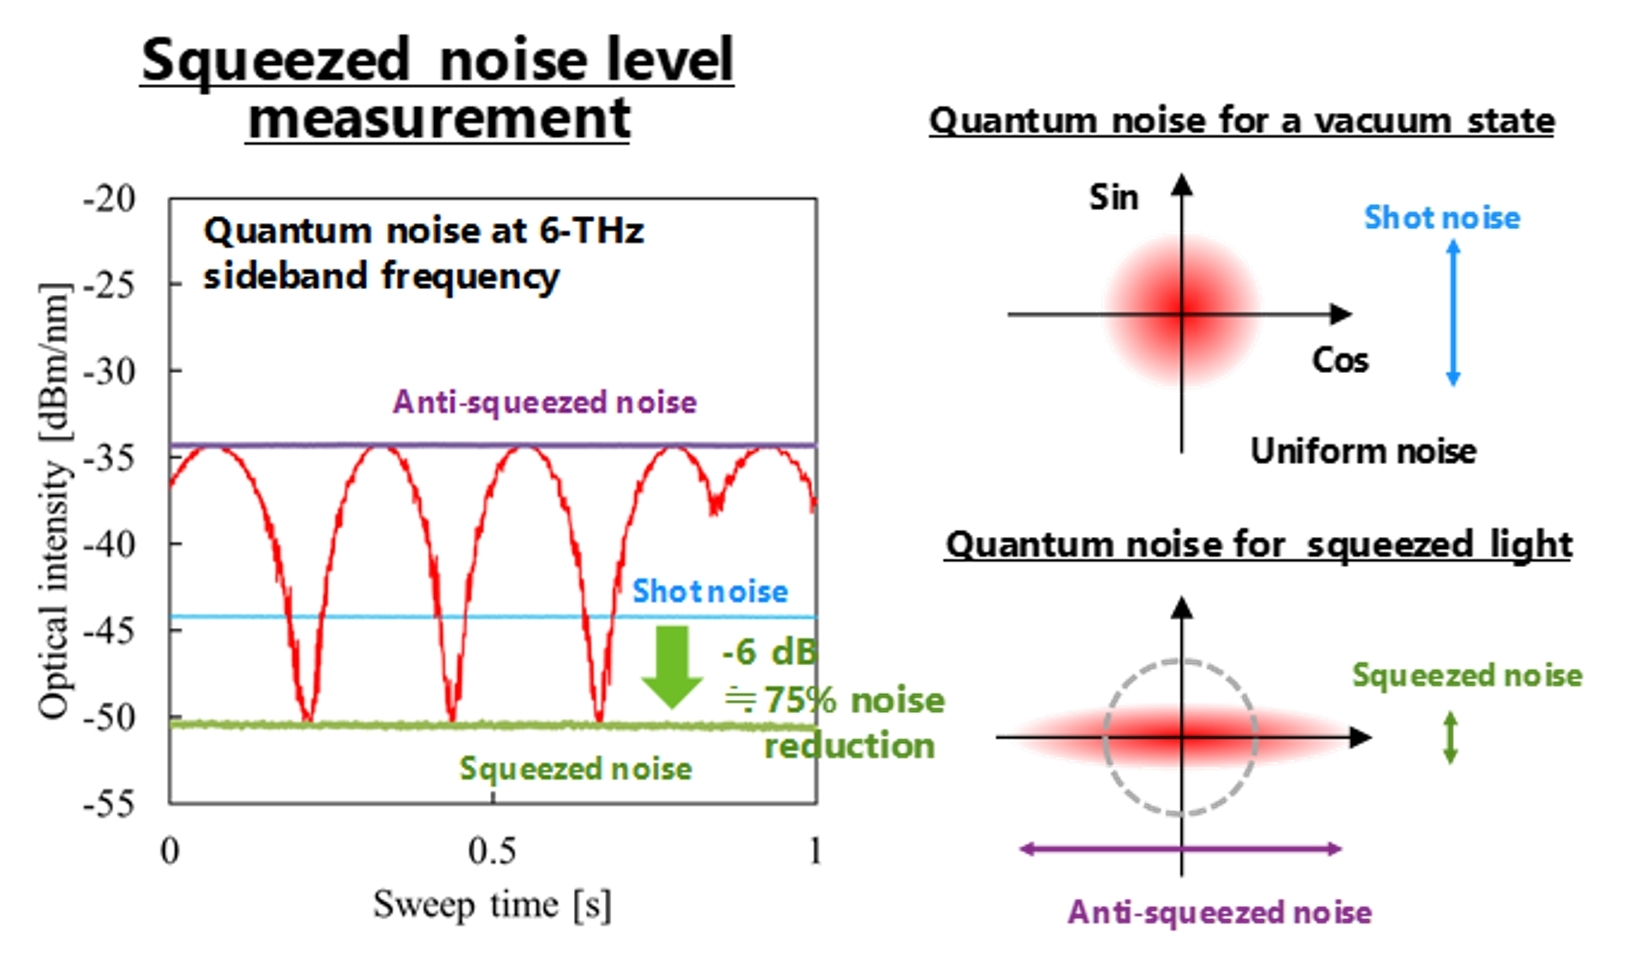 Squeezed noise level
measurement
Quantum noise at 6-THz
sideband frequency
Optical intensity [dBm/nm]
-20
-25
-30
-35
-40
-45
-50
-55
Anti-squeezed noise
Shot noise
-6 dB
≒ 75% noise
reduction
Squeezed noise
0
0.5
1
Sweep time [s]
Quantum noise for a vacuum state
Sin
Shot noise
Cos
Uniform noise
Quantum noise for squeezed light
Squeezed noise
Anti-squeezed noise